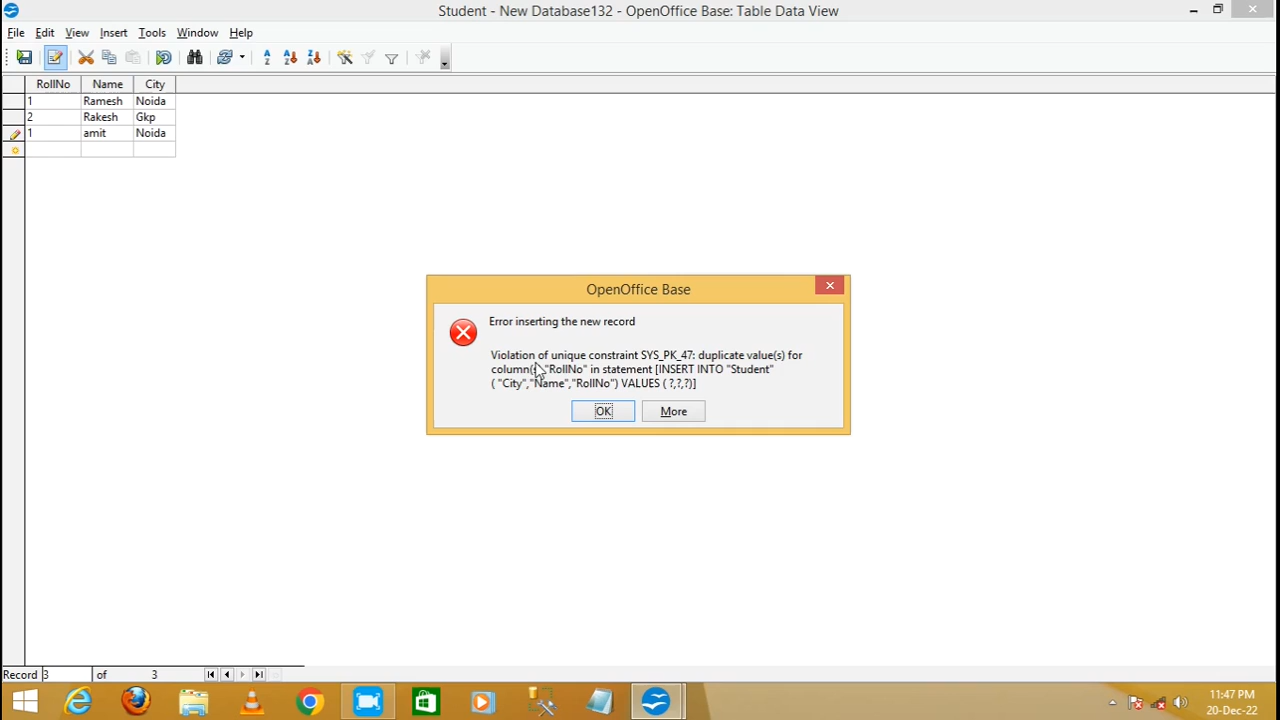 Student - New Database132 - OpenOffice Base: Table Data View
File Edit View Insert Tools Window Help
RollNo Name City
1 Ramesh Noida
2 Rakesh Gkp
1 amit Noida
OpenOffice Base
Error inserting the new record
Violation of unique constraint SYS_PK_47: duplicate value(s) for
"RollNo" in statement [INSERT INTO "Student"
( "City","Name","RollNo") VALUES ( ?,?,?)]
OK More
Record 3 of 3
11:47 PM
20-Dec-22